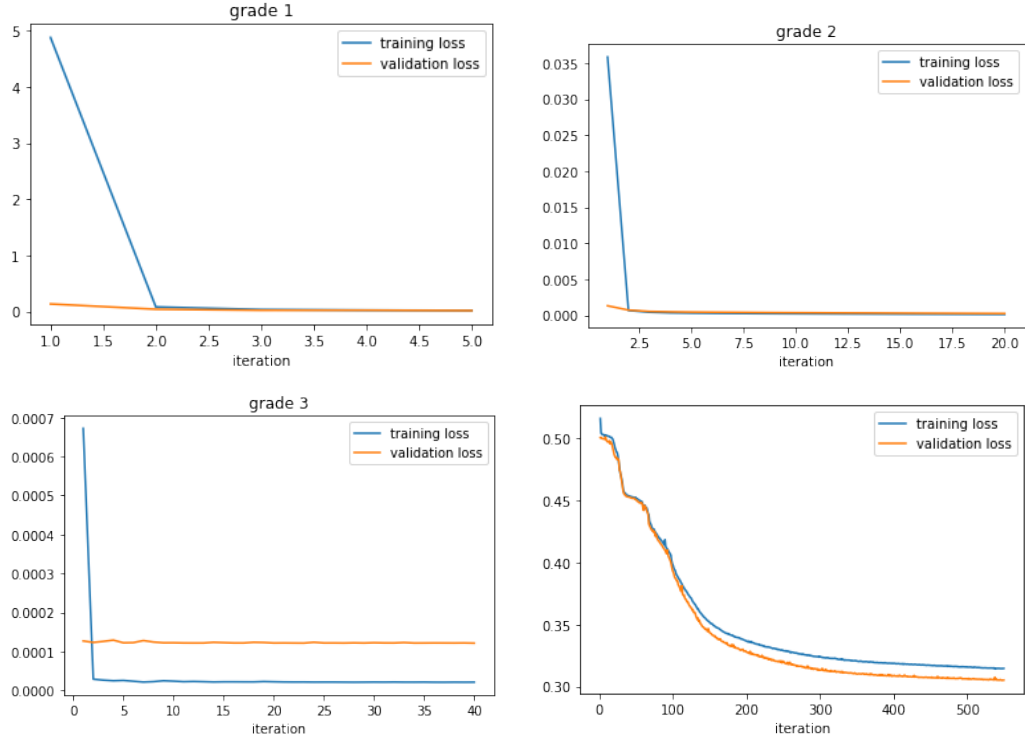 grade 1
5
4
3
2
1
0
training loss
validation loss
1.0 1.5 2.0 2.5 3.0 3.5 4.0 4.5 5.0
iteration
grade 2
0.035
0.030
0.025
0.020
0.015
0.010
0.005
0.000
training loss
validation loss
2.5 5.0 7.5 10.0 12.5 15.0 17.5 20.0
iteration
grade 3
0.0007
0.0006
0.0005
0.0004
0.0003
0.0002
0.0001
0.0000
training loss
validation loss
0 5 10 15 20 25 30 35 40
iteration
0.50
0.45
0.40
0.35
0.30
training loss
validation loss
0 100 200 300 400 500
iteration